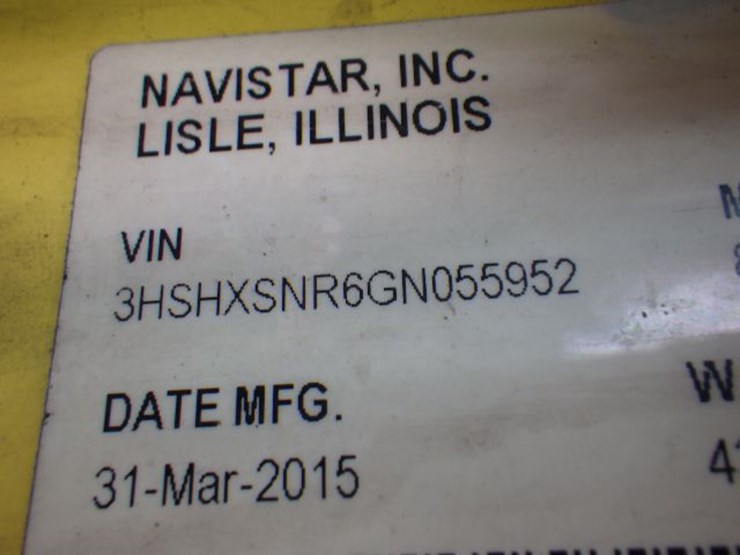 NAVISTAR, INC.
LISLE, ILLINOIS
VIN
3HSHXSNR6GN055952
DATE MFG.
31-Mar-2015